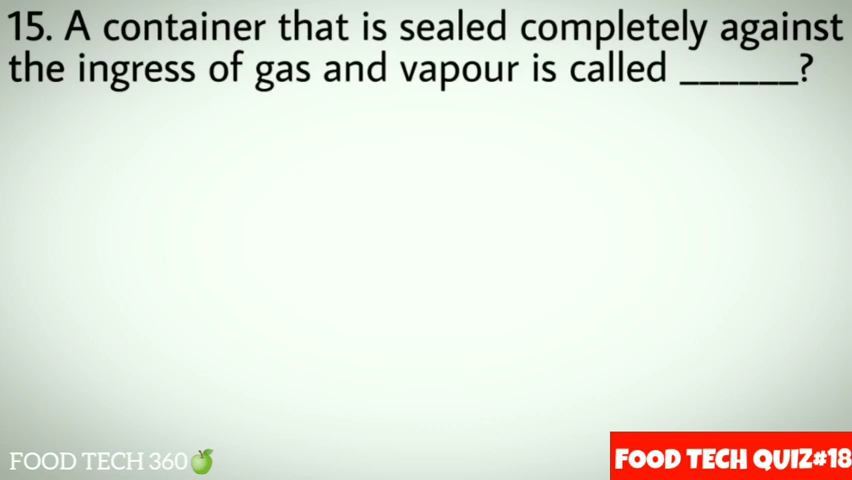 15. A container that is sealed completely against
the ingress of gas and vapour is called ______?
FOOD TECH 360
FOOD TECH QUIZ#18